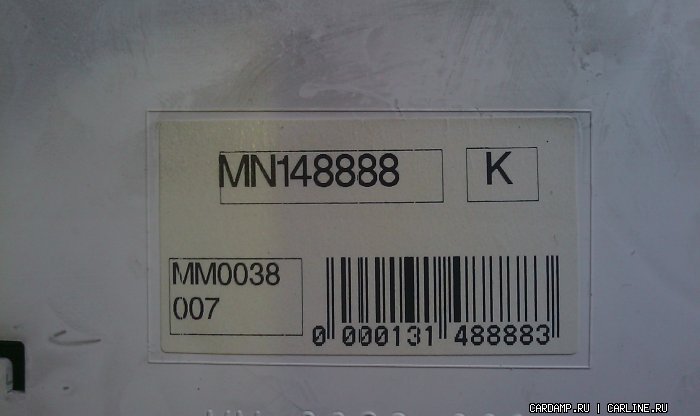 MN148888
K
MM0038
007
0 000131 488883
CARDAMP.RU | CARLINE.RU